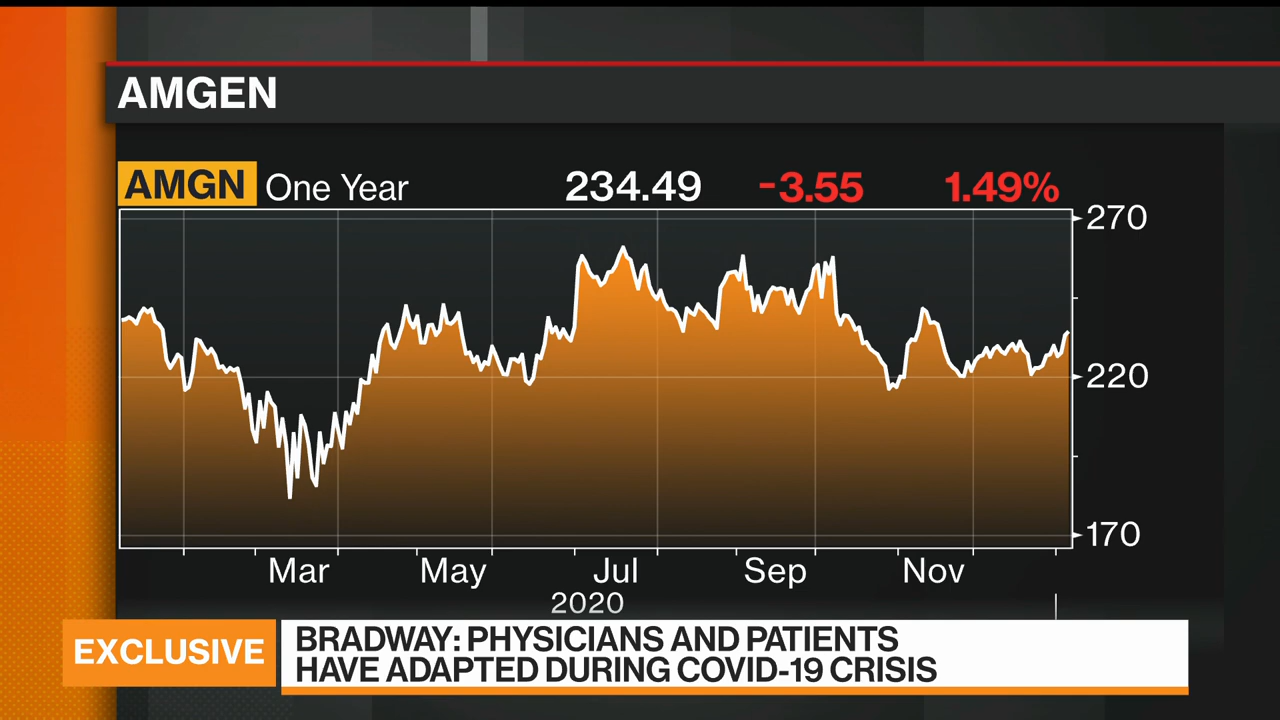 AMGEN
AMGN One Year 234.49 -3.55 1.49%
270
220
170
Mar May Jul Sep Nov
2020
EXCLUSIVE
BRADWAY: PHYSICIANS AND PATIENTS
HAVE ADAPTED DURING COVID-19 CRISIS